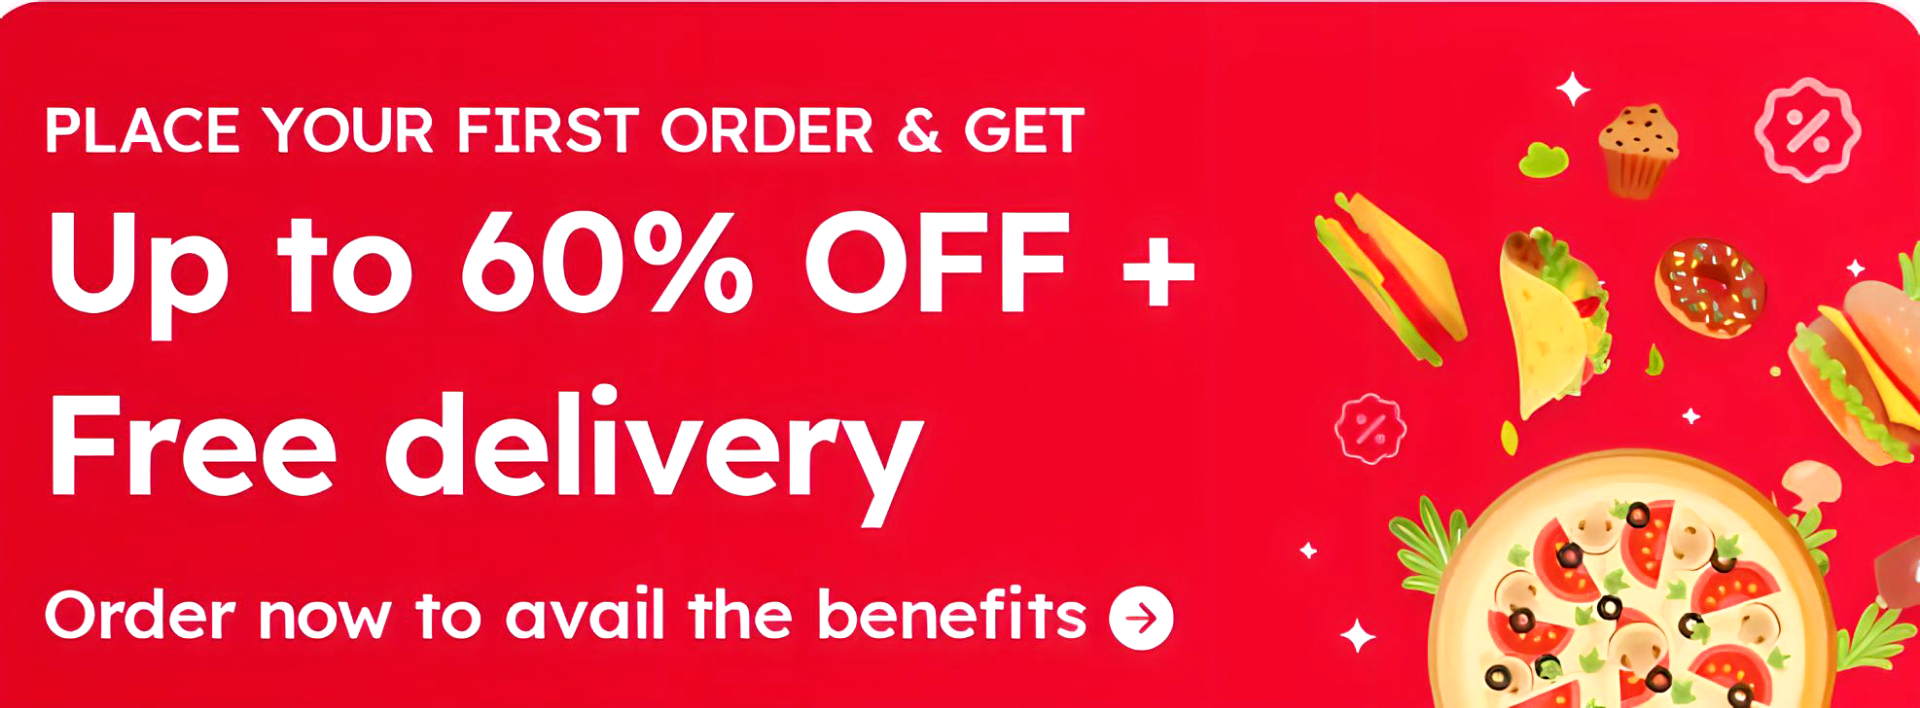 PLACE YOUR FIRST ORDER & GET
Up to 60% OFF +
Free delivery
Order now to avail the benefits